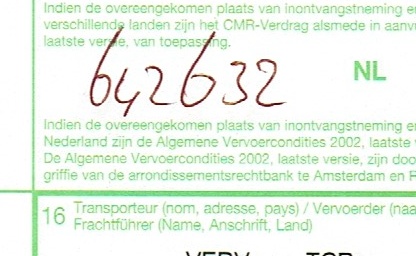 Indien de overeengekomen plaats van inontvangstneming e
verschillende landen zijn het CMR-Verdrag alsmede in aanvu
laatste versie, van toepassing.
642632
NL
Indien de overeengekomen plaats van inontvangstneming e
Nederland zijn de Algemene Vervoercondities 2002, laatste v
De Algemene Vervoercondities 2002, laatste versie, zijn doo
griffie van de arrondissementsrechtbank te Amsterdam en R
16 Transporteur (nom, adresse, pays) / Vervoerder (naa
Frachtführer (Name, Anschrift, Land)